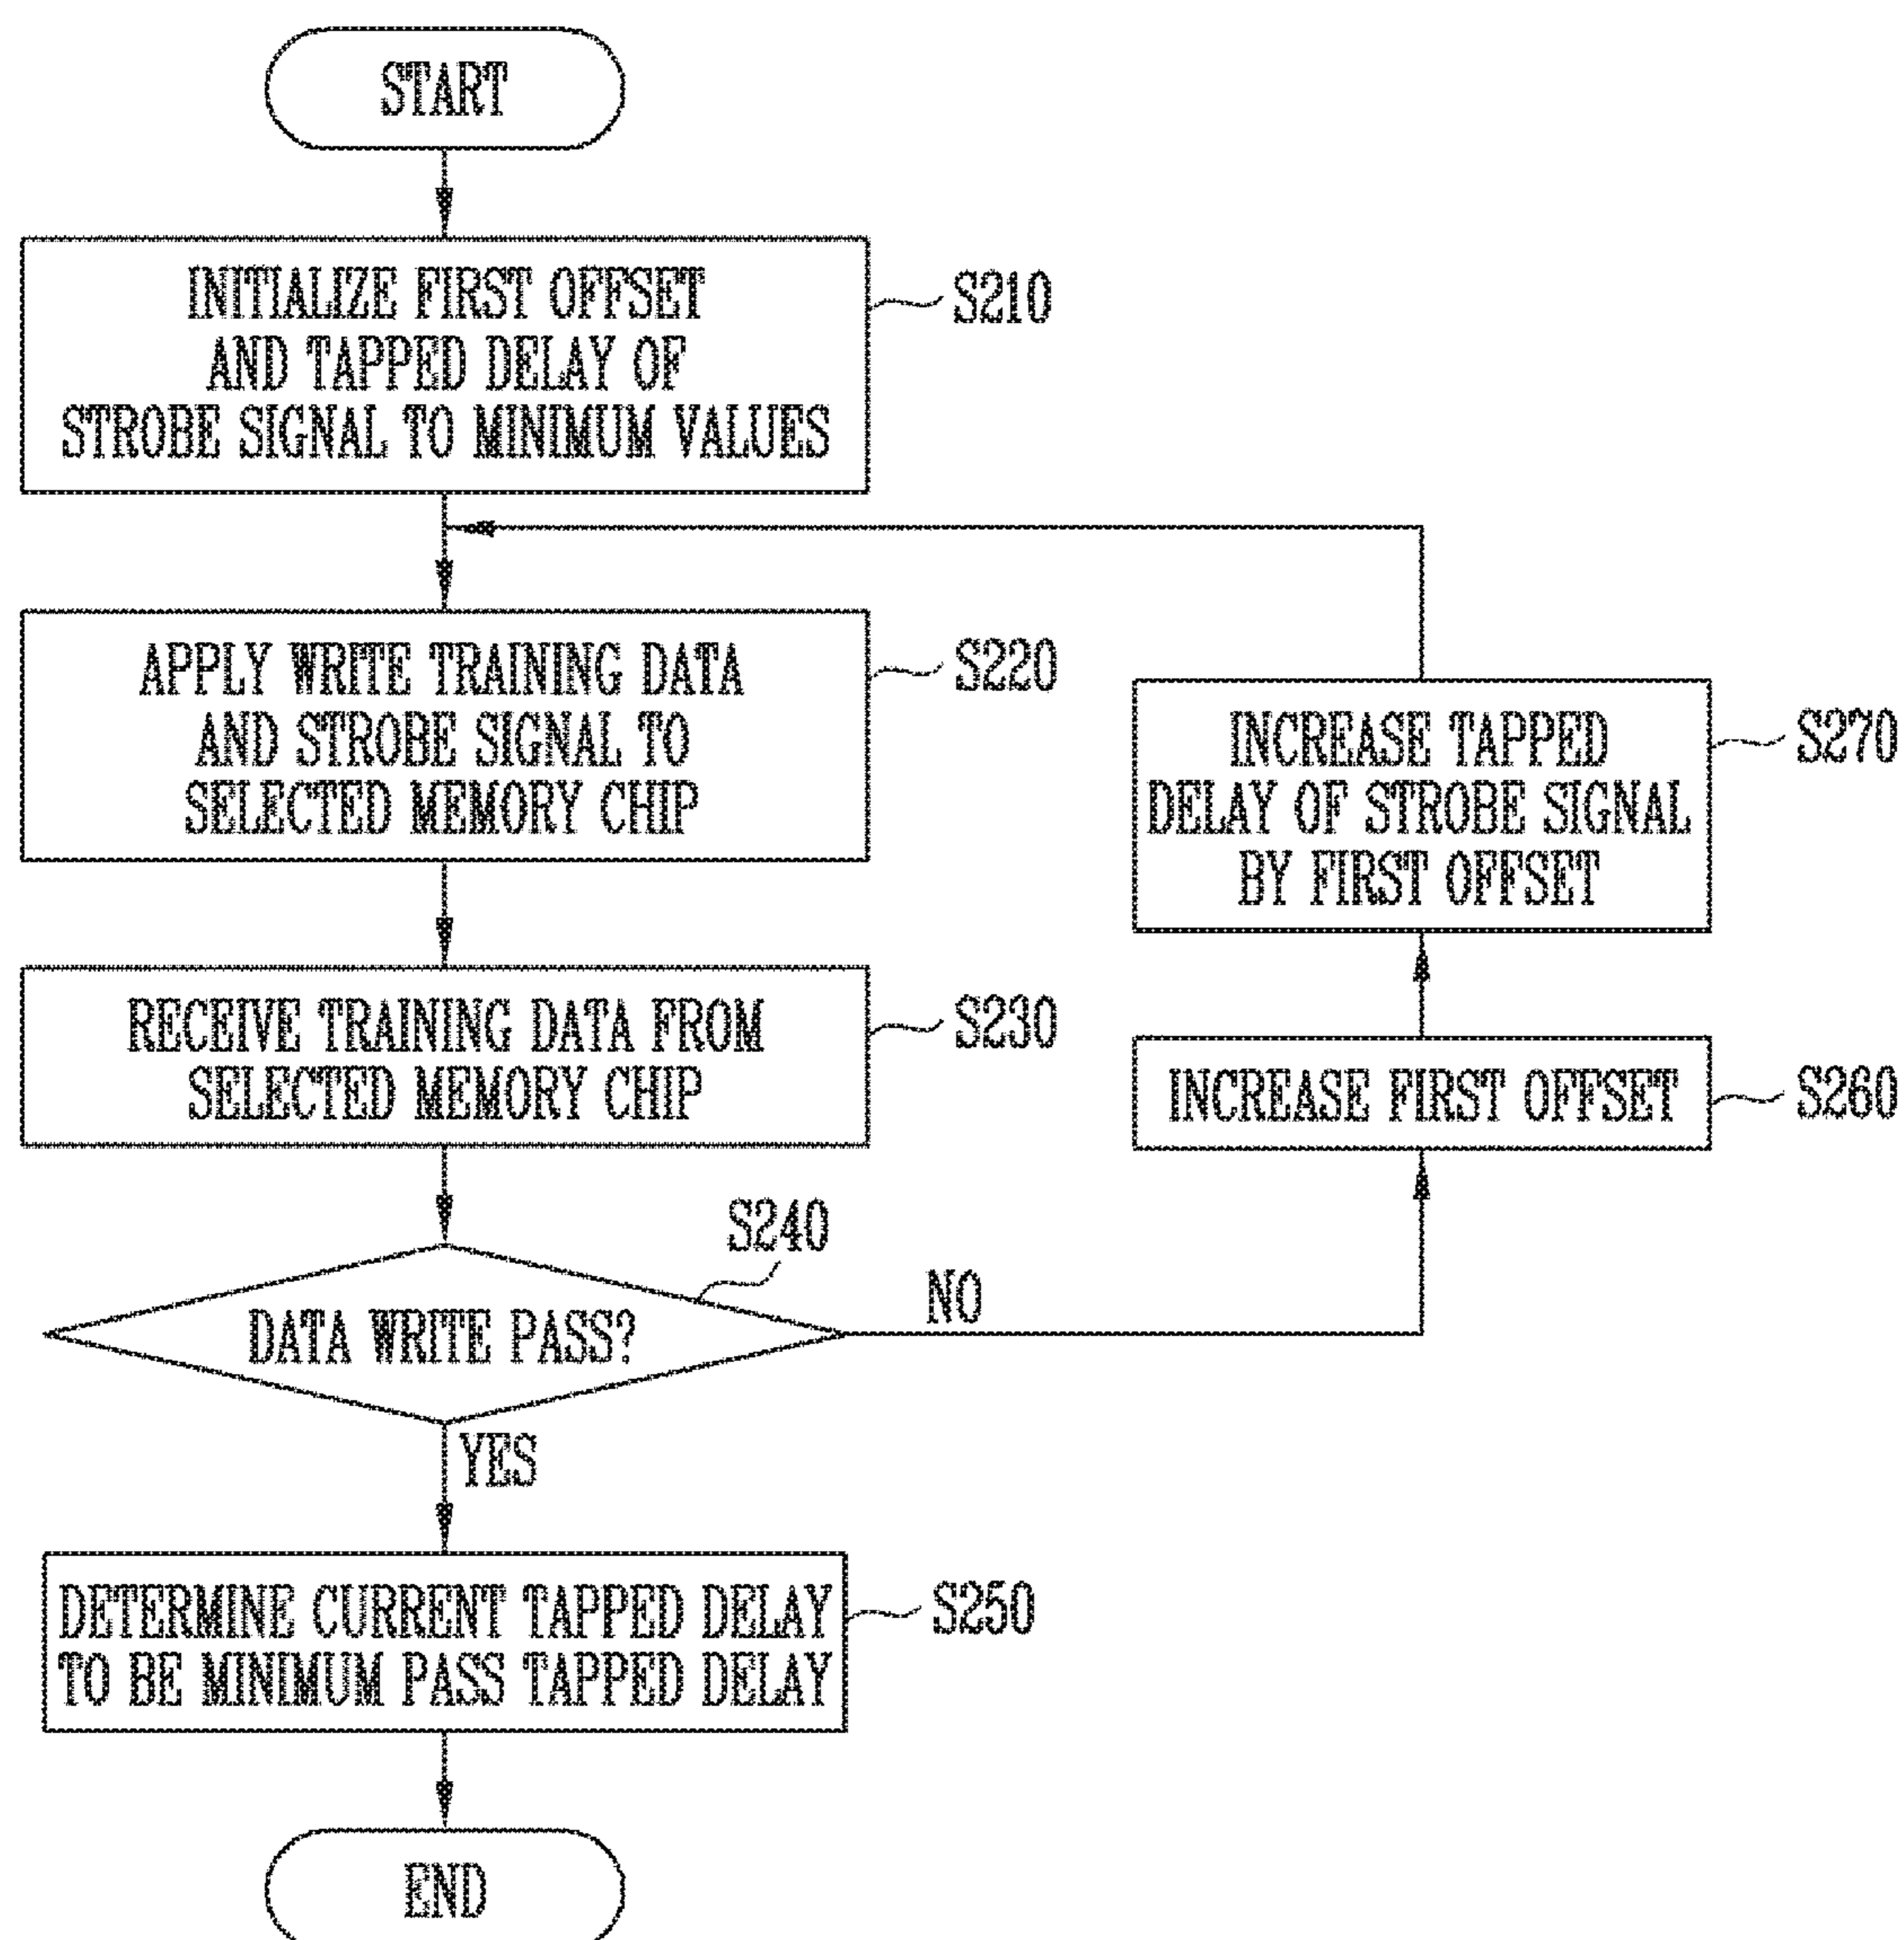 START
INITIALIZE FIRST OFFSET
AND TAPPED DELAY OF
STROBE SIGNAL TO MINIMUM VALUES
S210
APPLY WRITE TRAINING DATA
AND STROBE SIGNAL TO
SELECTED MEMORY CHIP
S220
RECEIVE TRAINING DATA FROM
SELECTED MEMORY CHIP
S230
DATA WRITE PASS?
S240
NO
YES
DETERMINE CURRENT TAPPED DELAY
TO BE MINIMUM PASS TAPPED DELAY
S250
INCREASE FIRST OFFSET
S260
INCREASE TAPPED
DELAY OF STROBE SIGNAL
BY FIRST OFFSET
S270
END